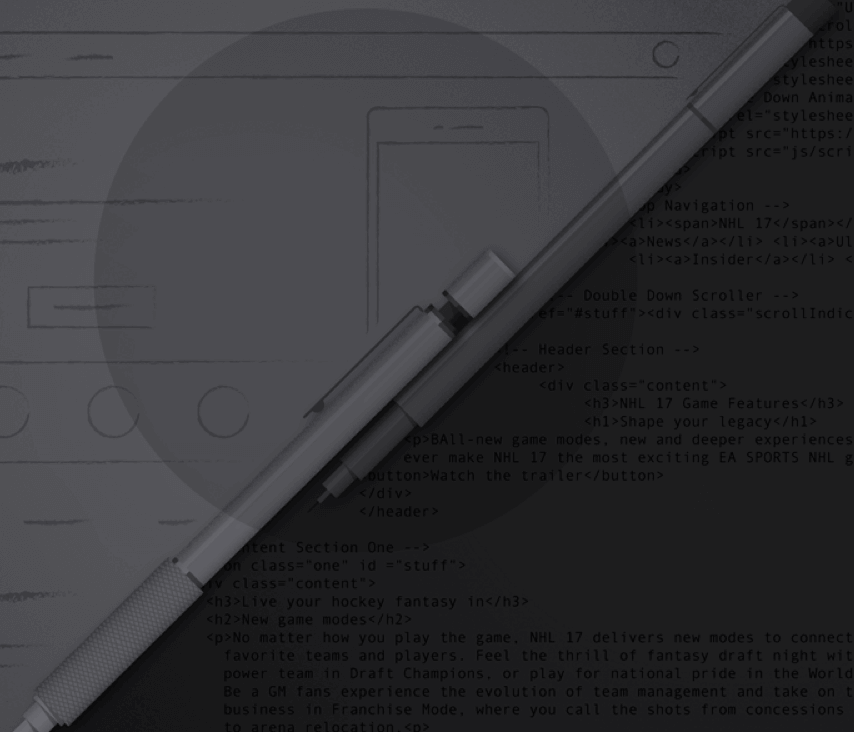 "U
rol
https
yleshee
styleshee
e Down Anima
el="styleshee
pt src="https:/
ript src="js/scri
>
ay>
op Navigation -->
<li><span>NHL 17</span></
<a>News</a></li> <li><a>Ul
<li><a>Insider</a></li> <
-- Double Down Scroller -->
ef="#stuff"><div class="scrollIndic
!-- Header Section -->
<header>
<div class="content">
<h3>NHL 17 Game Features</h3>
<h1>Shape your legacy</h1>
<p>BAll-new game modes, new and deeper experiences
ever make NHL 17 the most exciting EA SPORTS NHL g
button>Watch the trailer</button>
</div>
</header>
ntent Section One -->
on class="one" id ="stuff">
iv class="content">
<h3>Live your hockey fantasy in</h3>
<h2>New game modes</h2>
<p>No matter how you play the game, NHL 17 delivers new modes to connect
favorite teams and players. Feel the thrill of fantasy draft night wit
power team in Draft Champions, or play for national pride in the World
Be a GM fans experience the evolution of team management and take on t
business in Franchise Mode, where you call the shots from concessions
to arena relocation.<p>